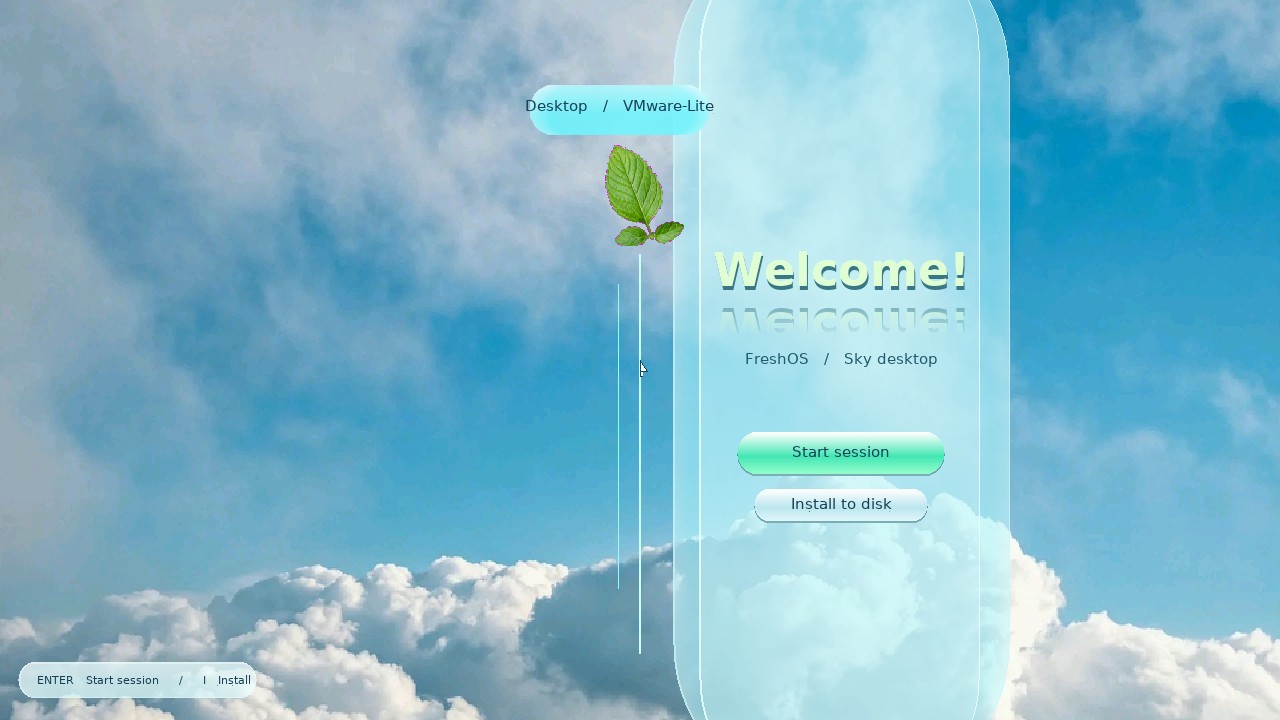 Desktop / VMware-Lite
Welcome!
FreshOS / Sky desktop
Start session
Install to disk
ENTER Start session / I Install